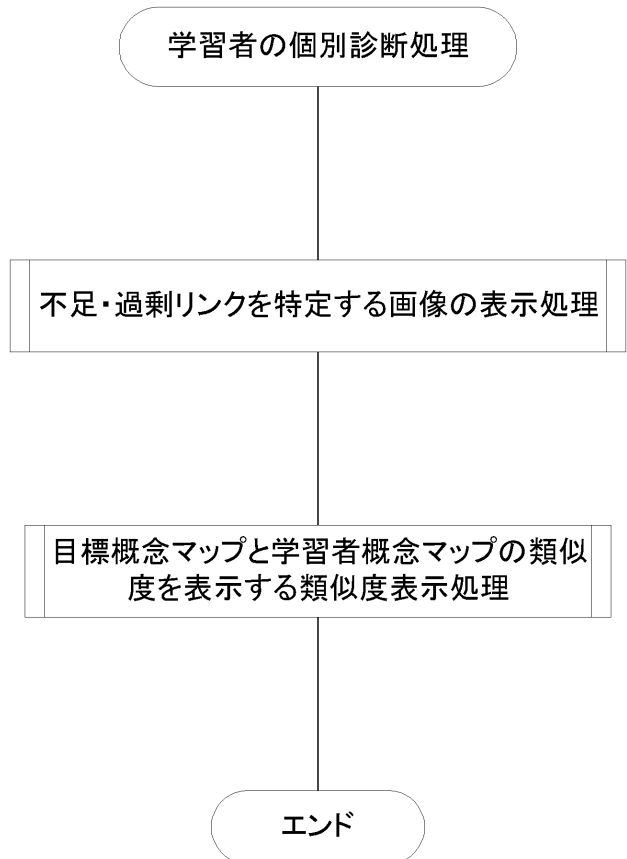 学習者の個別診断処理
不足・過剰リンクを特定する画像の表示処理
目標概念マップと学習者概念マップの類似
度を表示する類似度表示処理
エンド